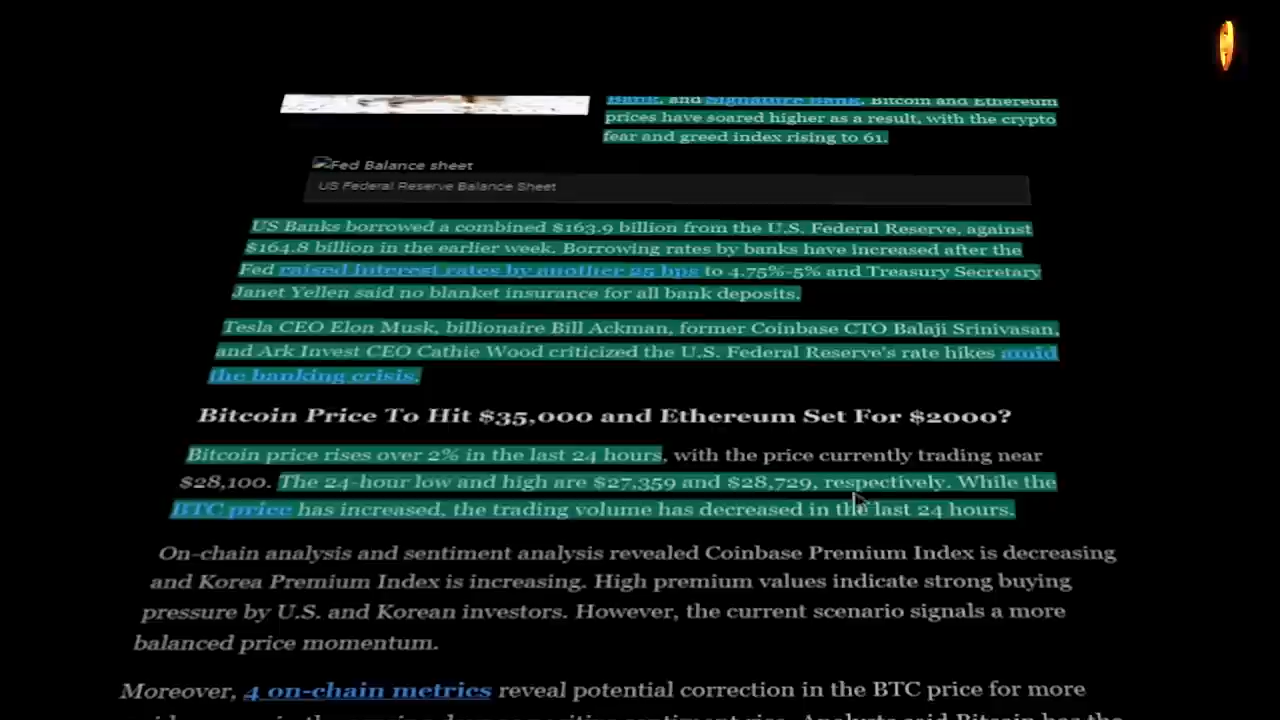 Bank, and Signature Bank. Bitcoin and Ethereum
prices have soared higher as a result, with the crypto
fear and greed index rising to 61.
Fed Balance sheet
US Federal Reserve Balance Sheet
US Banks borrowed a combined $163.9 billion from the U.S. Federal Reserve, against
$164.8 billion in the earlier week. Borrowing rates by banks have increased after the
Fed raised interest rates by another 25 bps to 4.75%-5% and Treasury Secretary
Janet Yellen said no blanket insurance for all bank deposits.
Tesla CEO Elon Musk, billionaire Bill Ackman, former Coinbase CTO Balaji Srinivasan,
and Ark Invest CEO Cathie Wood criticized the U.S. Federal Reserve's rate hikes amid
the banking crisis.
Bitcoin Price To Hit $35,000 and Ethereum Set For $2000?
Bitcoin price rises over 2% in the last 24 hours, with the price currently trading near
$28,100. The 24-hour low and high are $27,359 and $28,729, respectively. While the
BTC price has increased, the trading volume has decreased in the last 24 hours.
On-chain analysis and sentiment analysis revealed Coinbase Premium Index is decreasing
and Korea Premium Index is increasing. High premium values indicate strong buying
pressure by U.S. and Korean investors. However, the current scenario signals a more
balanced price momentum.
Moreover, 4 on-chain metrics reveal potential correction in the BTC price for more